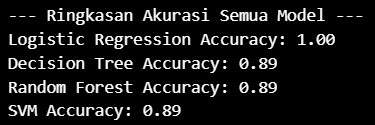 --- Ringkasan Akurasi Semua Model ---
Logistic Regression Accuracy: 1.00
Decision Tree Accuracy: 0.89
Random Forest Accuracy: 0.89
SVM Accuracy: 0.89